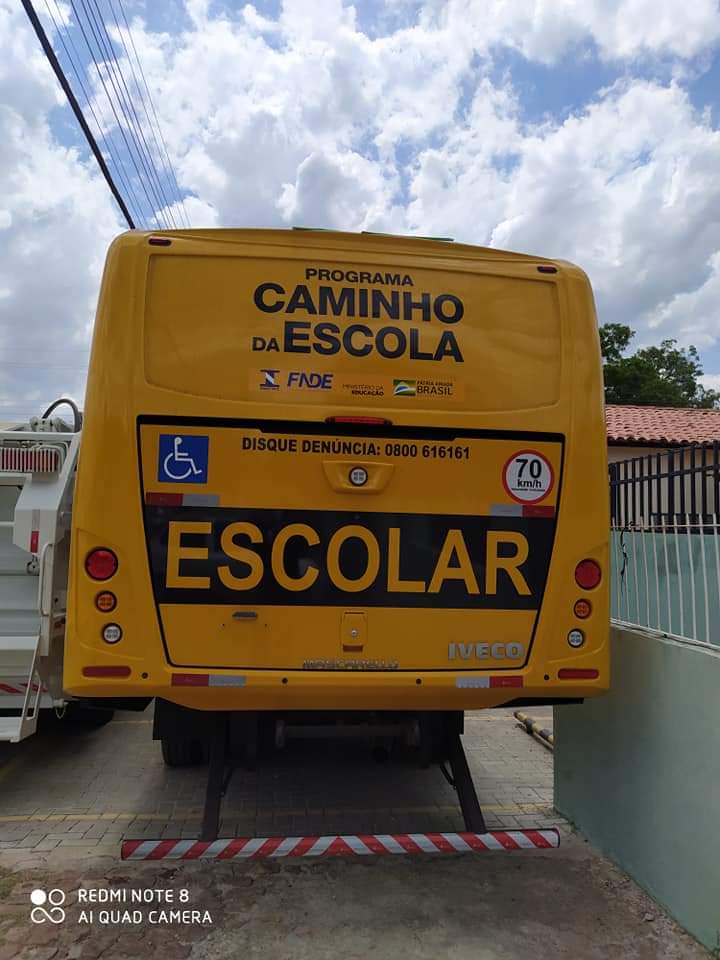 PROGRAMA
CAMINHO
DA ESCOLA
FNDE
MINISTÉRIO DA
EDUCAÇÃO
PÁTRIA AMADA
BRASIL
DISQUE DENÚNCIA: 0800 616161
70
km/h
ESCOLAR
IVECO
MASCARELLO
REDMI NOTE 8
AI QUAD CAMERA